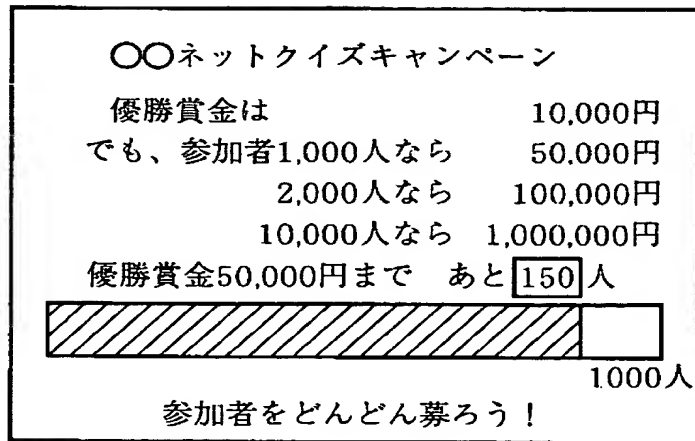 ○○ネットクイズキャンペーン
優勝賞金は 10,000円
でも、参加者1,000人なら 50,000円
2,000人なら 100,000円
10,000人なら 1,000,000円
優勝賞金50,000円まで あと150人
1000人
参加者をどんどん募ろう！